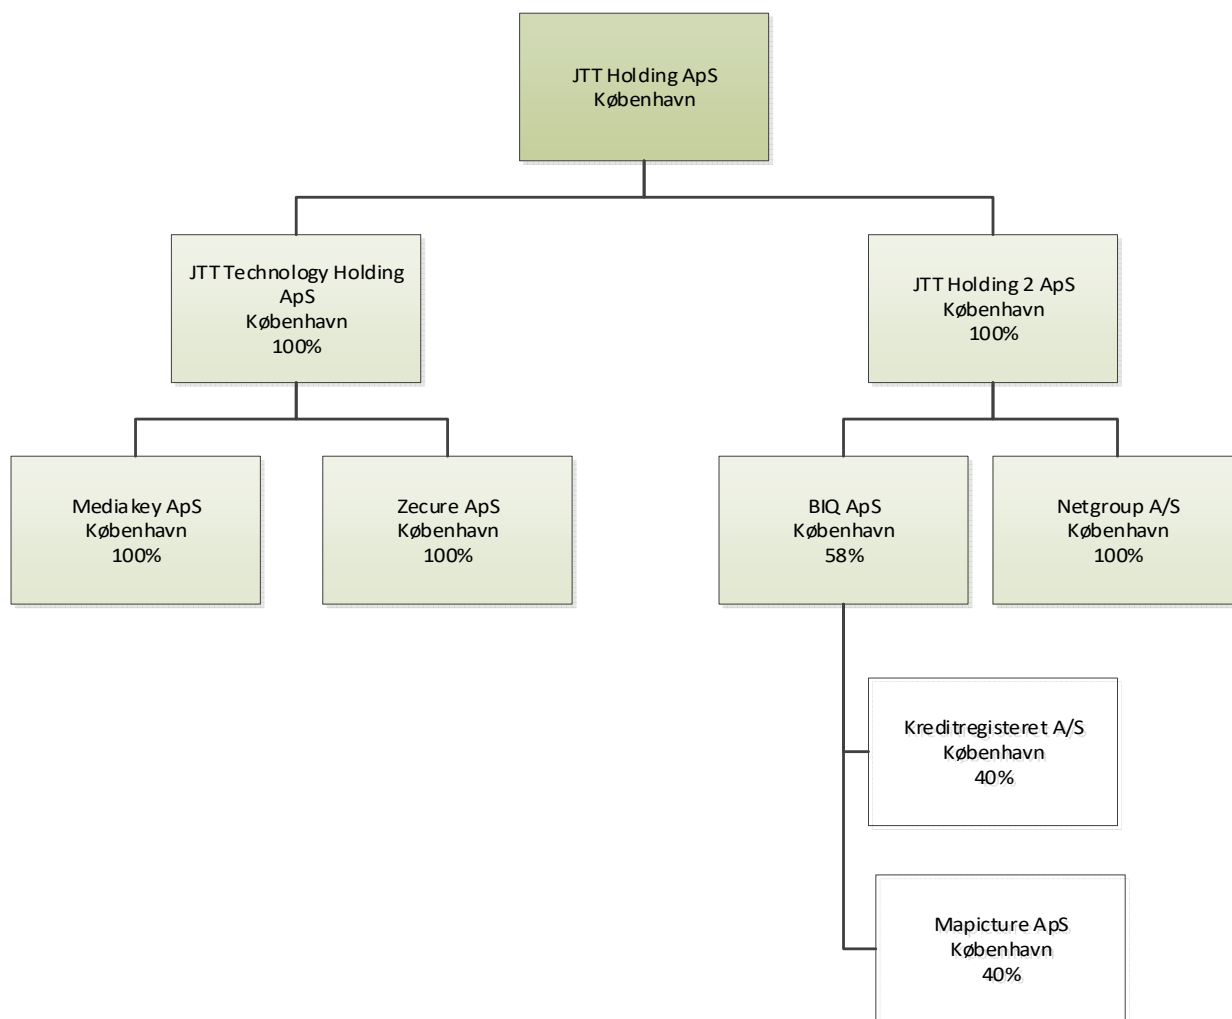 JTT Holding ApS
København
JTT Technology Holding
ApS
København
100%
JTT Holding 2 ApS
København
100%
Mediakey ApS
København
100%
Zecure ApS
København
100%
BIQ ApS
København
58%
Netgroup A/S
København
100%
Kreditregisteret A/S
København
40%
Mapicture ApS
København
40%